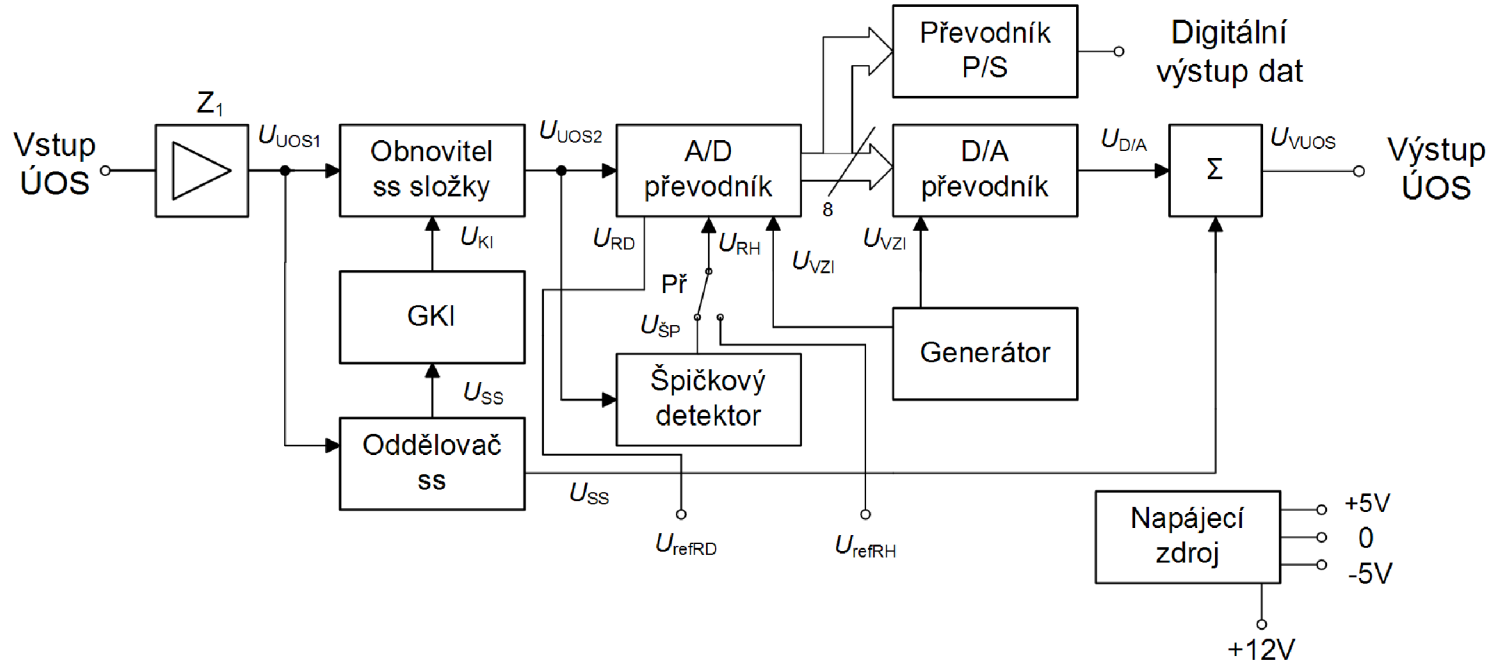 Převodník
P/S
Digitální
výstup dat
Z1
Vstup
ÚOS
UUOS1
Obnovitel
ss složky
UUOS2
A/D
převodník
8
D/A
převodník
UD/A
Σ
UVUOS
Výstup
ÚOS
UKI
URD
URH
UVZI
UVZI
Př
GKI
UŠP
Generátor
USS
Špičkový
detektor
Oddělovač
ss
USS
UrefRD
UrefRH
Napájecí
zdroj
+5V
0
-5V
+12V